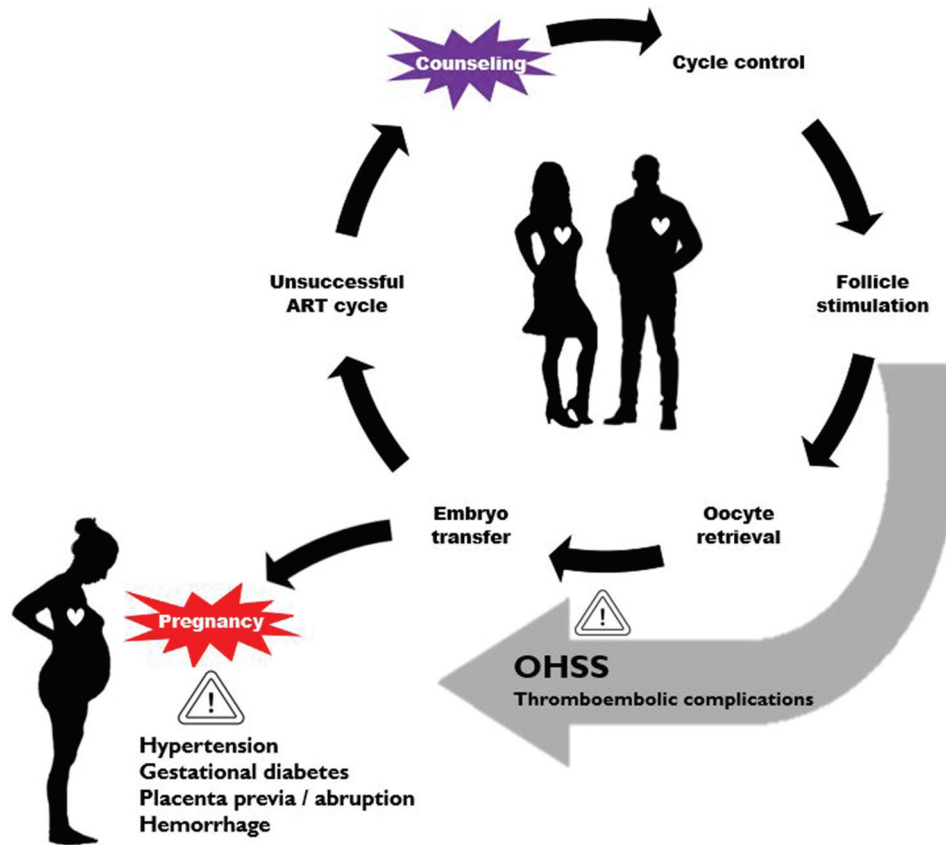 Counseling
Cycle control
Follicle
stimulation
Oocyte
retrieval
Embryo
transfer
Unsuccessful
ART cycle
Pregnancy
!
Hypertension
Gestational diabetes
Placenta previa / abruption
Hemorrhage
!
OHSS
Thromboembolic complications